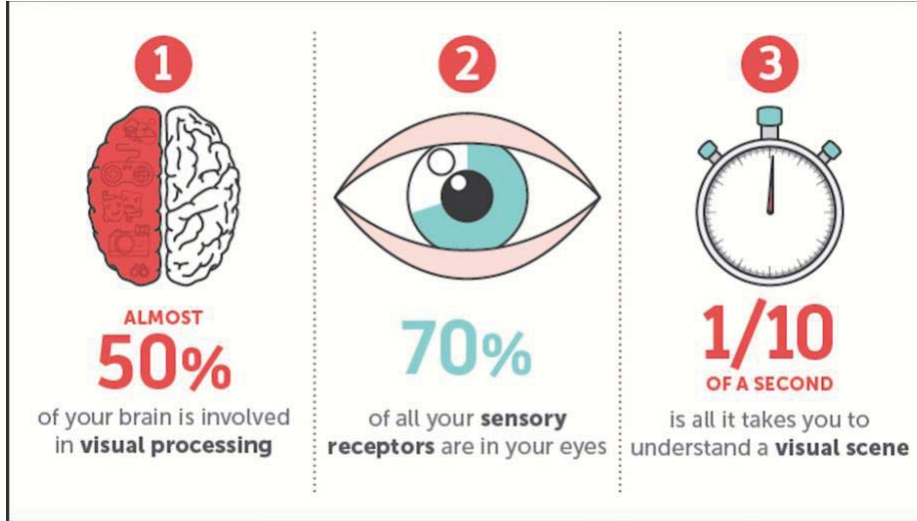 1
ALMOST
50%
of your brain is involved
in visual processing
2
70%
of all your sensory
receptors are in your eyes
3
1/10
OF A SECOND
is all it takes you to
understand a visual scene